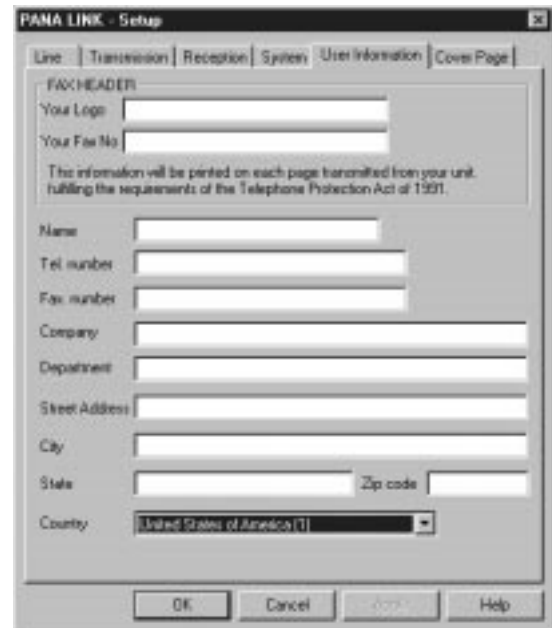 PANA LINK - Setup
Line Transmission Reception System User Information Cover Page
FAX HEADER
Your Logo
Your Fax No
This information will be printed on each page transmitted from your unit
fulfilling the requirements of the Telephone Protection Act of 1991.
Name
Tel. number
Fax. number
Company
Department
Street Address
City
State Zip code
Country United States of America (1)
OK Cancel Help